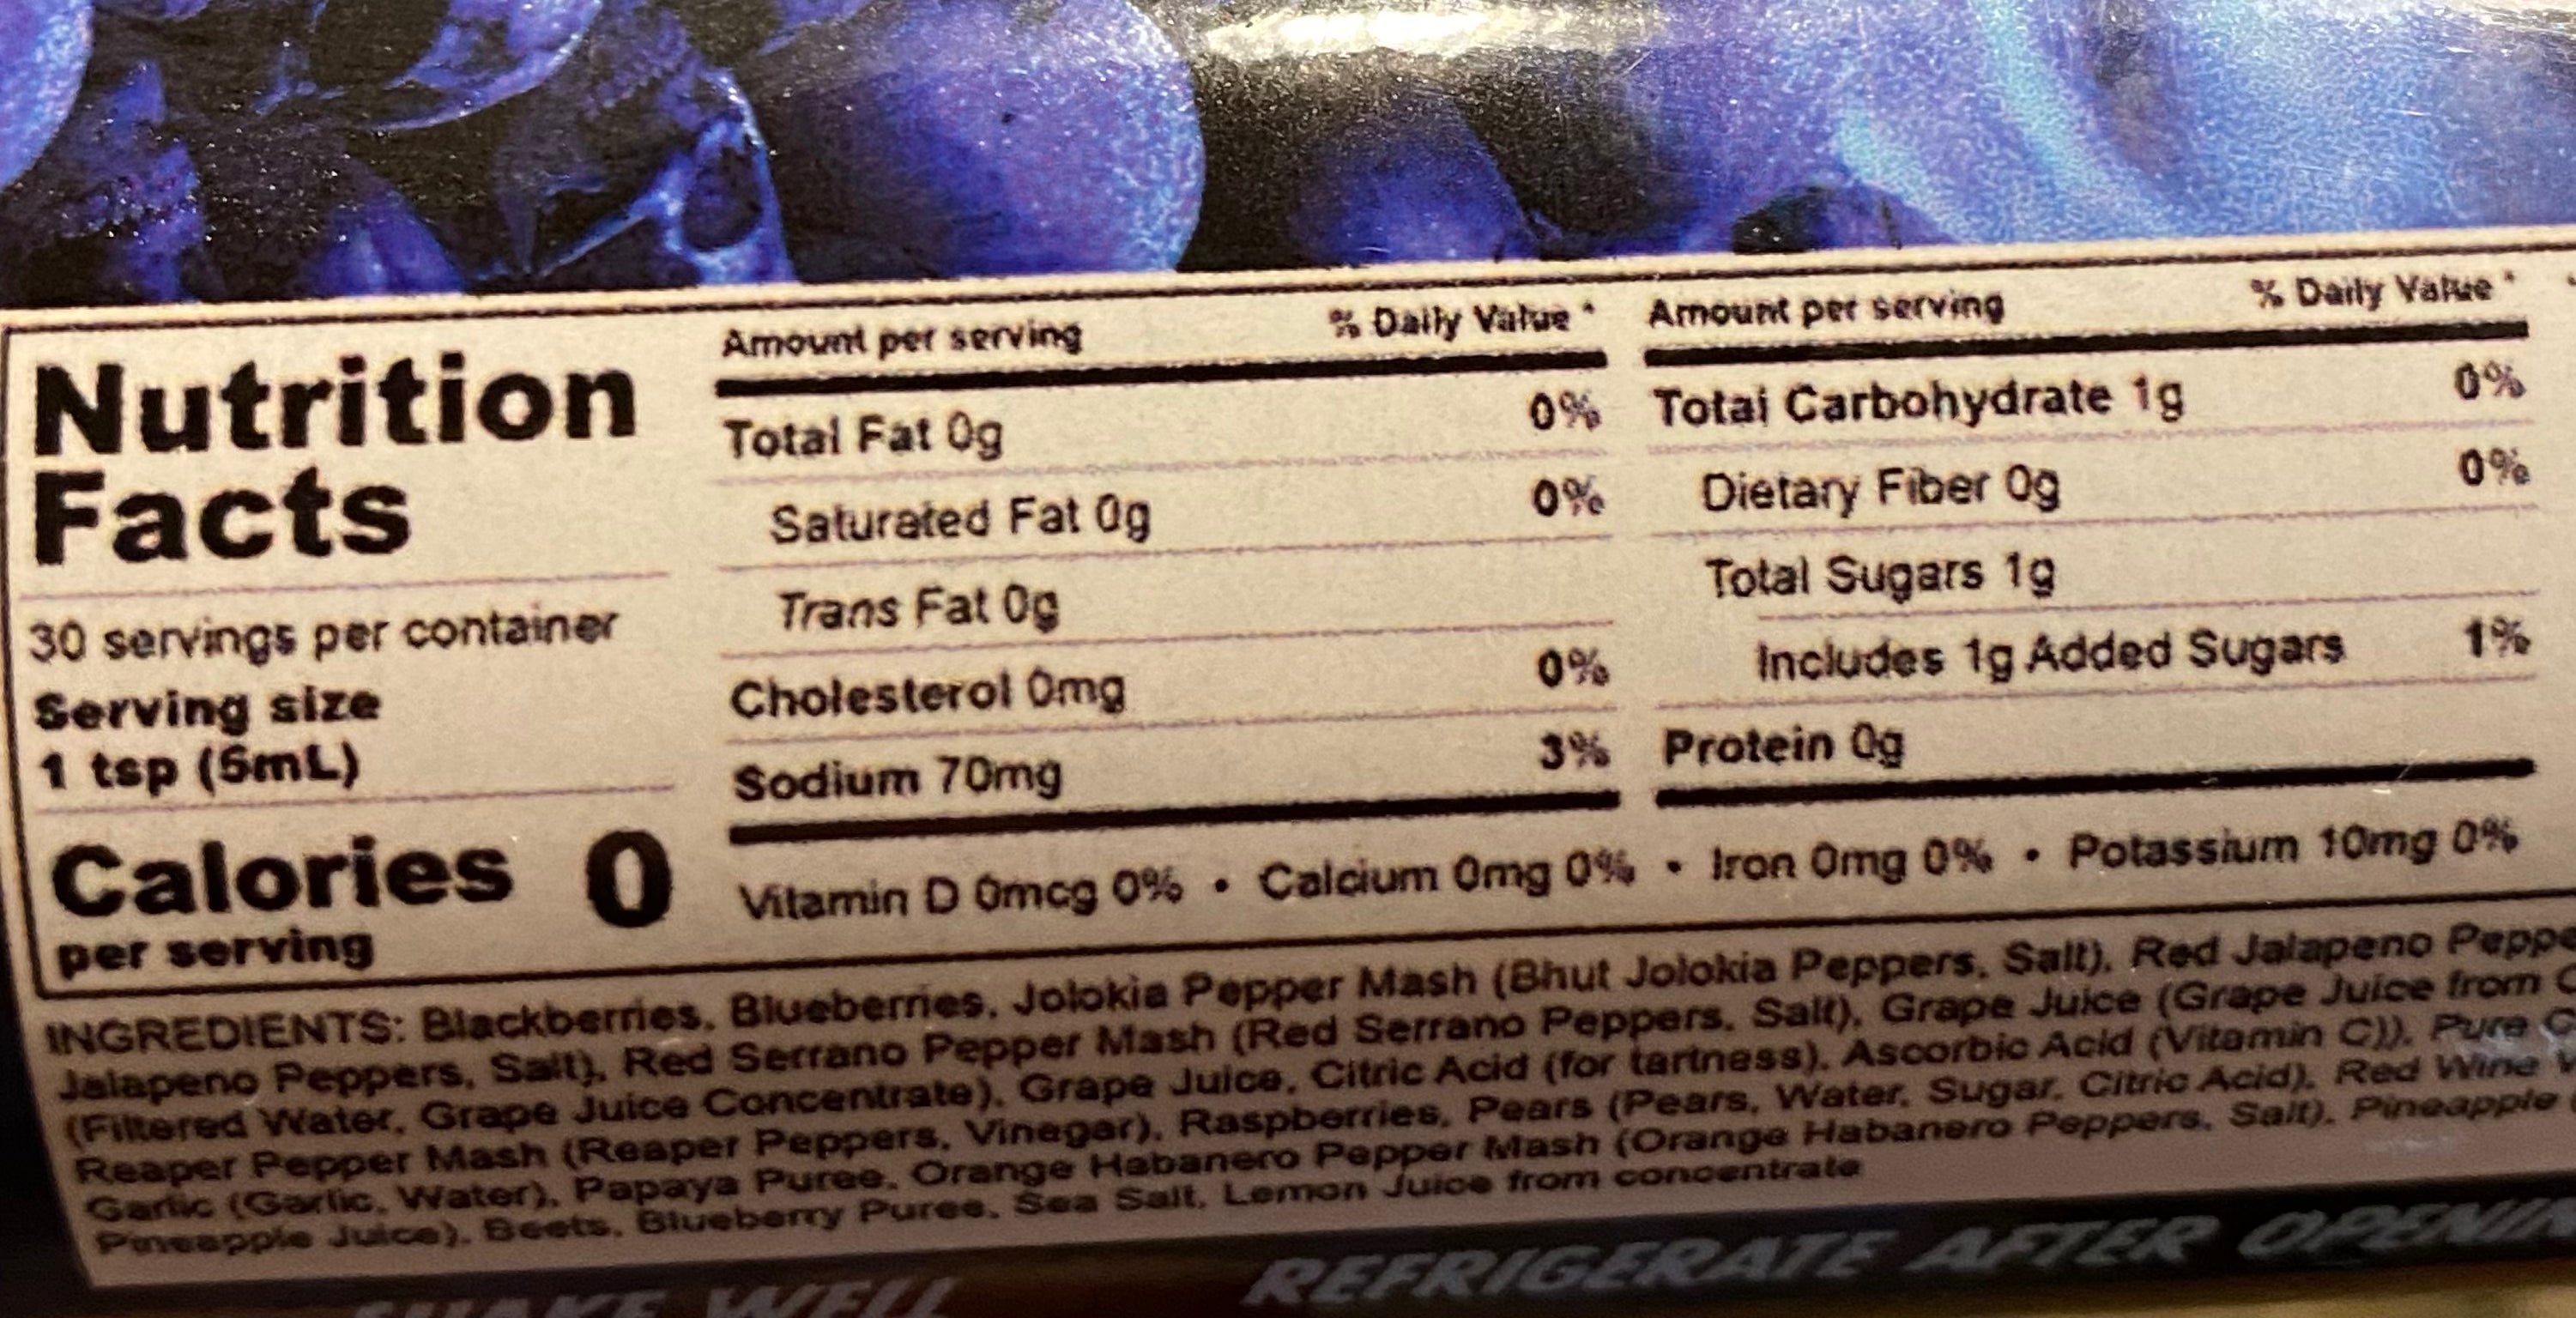 Nutrition
Facts
30 servings per container
Serving size
1 tsp (5mL)
Calories 0
per serving
Amount per serving % Daily Value *
Total Fat 0g 0%
Saturated Fat 0g 0%
Trans Fat 0g
Cholesterol 0mg 0%
Sodium 70mg 3%
Amount per serving % Daily Value *
Total Carbohydrate 1g 0%
Dietary Fiber 0g 0%
Total Sugars 1g
Includes 1g Added Sugars 1%
Protein 0g
Vitamin D 0mcg 0% • Calcium 0mg 0% • Iron 0mg 0% • Potassium 10mg 0%
INGREDIENTS: Blackberries, Blueberries, Jolokia Pepper Mash (Bhut Jolokia Peppers, Salt), Red Jalapeno
Jalapeno Peppers, Salt), Red Serrano Pepper Mash (Red Serrano Peppers, Salt), Grape Juice (Grape Juice from
(Filtered Water, Grape Juice Concentrate), Grape Juice, Citric Acid (for tartness), Ascorbic Acid (Vitamin C)), Pure
Reaper Pepper Mash (Reaper Peppers, Vinegar), Raspberries, Pears (Pears, Water, Sugar, Citric Acid), Red Wine
Garlic (Garlic, Water), Papaya Puree, Orange Habanero Pepper Mash (Orange Habanero Peppers, Salt), Pineapple
Pineapple Juice), Beets, Blueberry Puree, Sea Salt, Lemon Juice from concentrate
SHAKE WELL REFRIGERATE AFTER